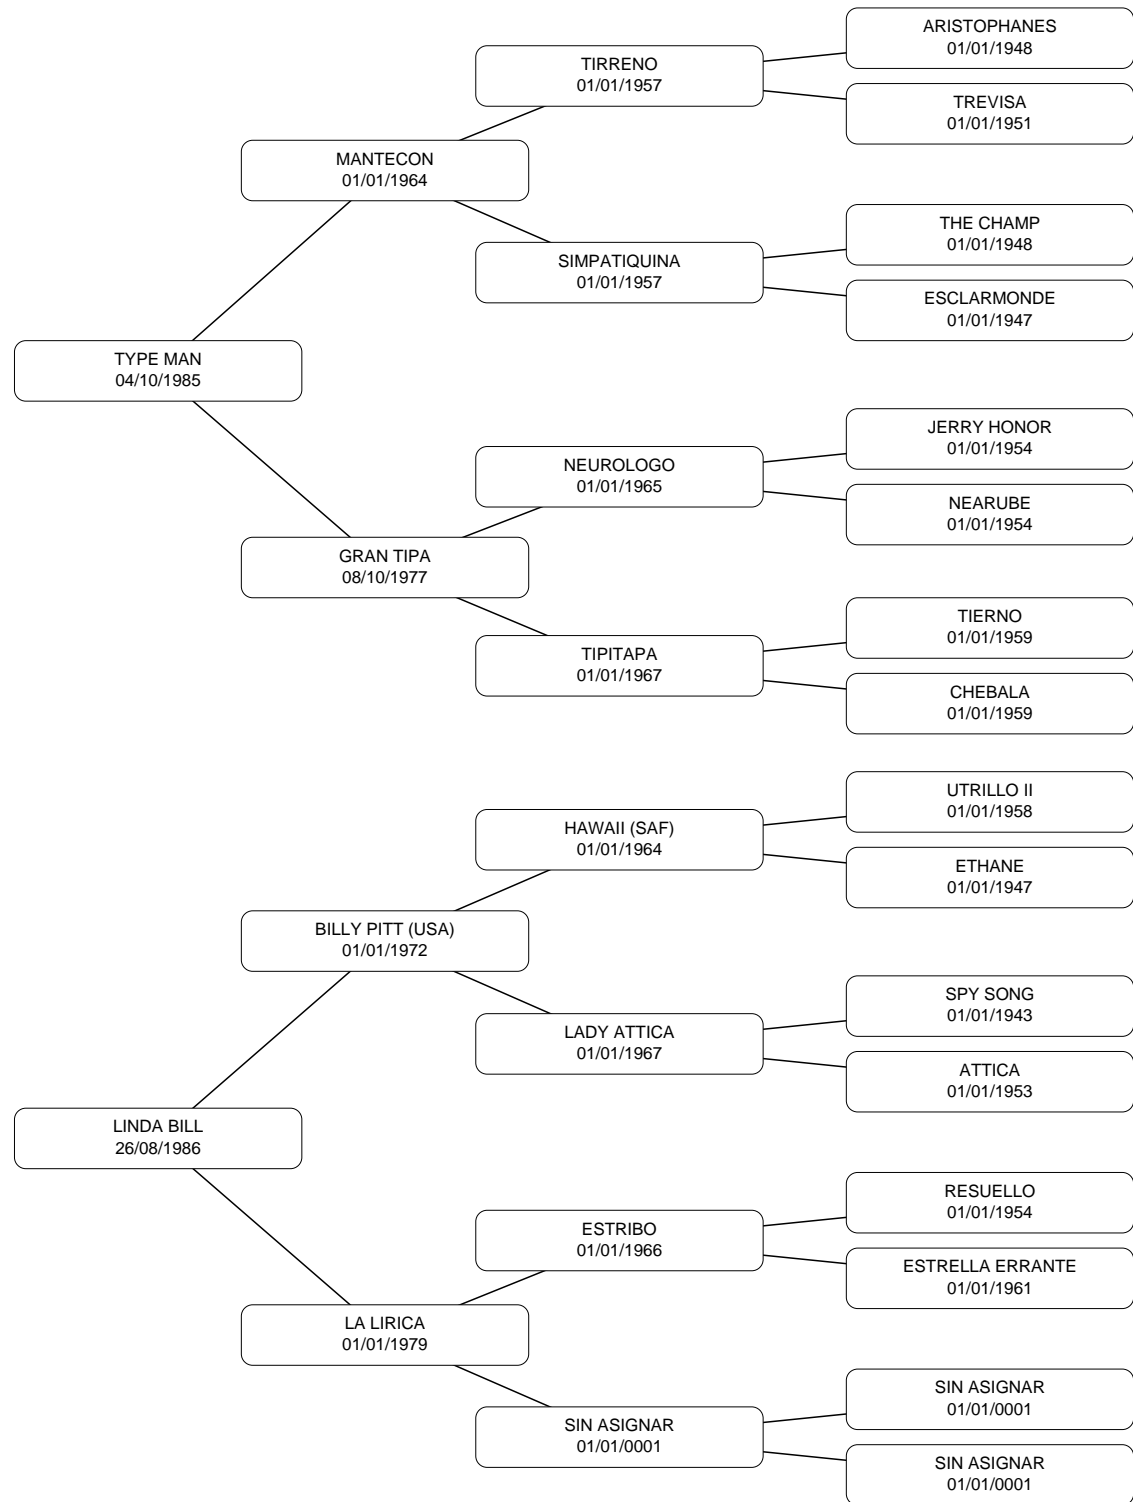 ARISTOPHANES
01/01/1948
TIRRENO
01/01/1957
TREVISA
01/01/1951
MANTECON
01/01/1964
THE CHAMP
01/01/1948
SIMPATIQUINA
01/01/1957
ESCLARMONDE
01/01/1947
TYPE MAN
04/10/1985
JERRY HONOR
01/01/1954
NEUROLOGO
01/01/1965
NEARUBE
01/01/1954
GRAN TIPA
08/10/1977
TIERNO
01/01/1959
TIPITAPA
01/01/1967
CHEBALA
01/01/1959
UTRILLO II
01/01/1958
HAWAII (SAF)
01/01/1964
ETHANE
01/01/1947
BILLY PITT (USA)
01/01/1972
SPY SONG
01/01/1943
LADY ATTICA
01/01/1967
ATTICA
01/01/1953
LINDA BILL
26/08/1986
RESUELLO
01/01/1954
ESTRIBO
01/01/1966
ESTRELLA ERRANTE
01/01/1961
LA LIRICA
01/01/1979
SIN ASIGNAR
01/01/0001
SIN ASIGNAR
01/01/0001
SIN ASIGNAR
01/01/0001